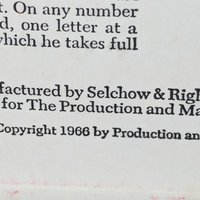 t. On any number
d, one letter at a
which he takes full
factured by Selchow & Righ
for The Production and Ma
Copyright 1966 by Production an